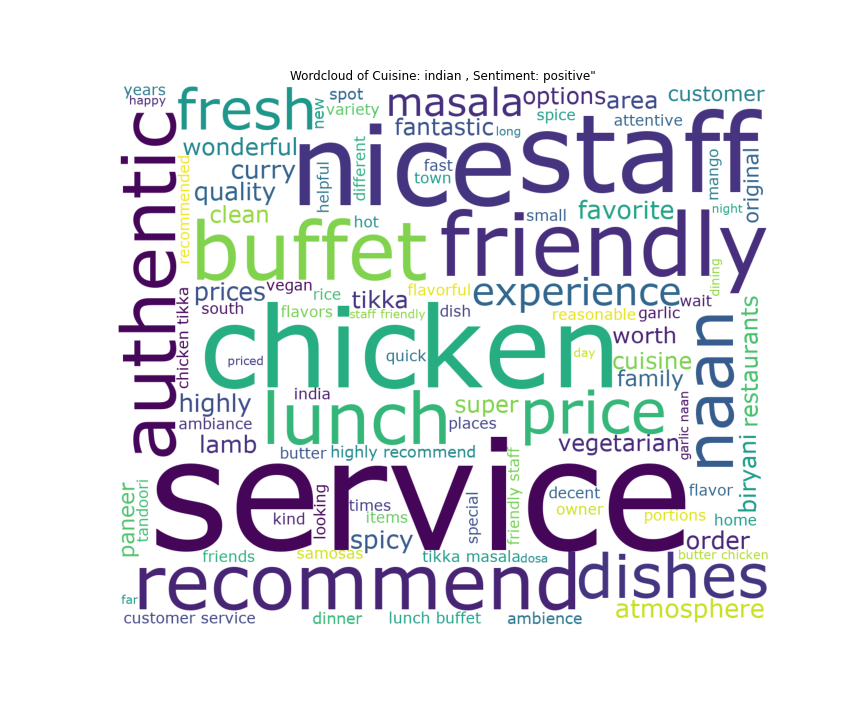 Wordcloud of Cuisine: indian , Sentiment: positive"
years
happy
fresh
new
spot
variety
masala
options
area
customer
spice
attentive
fantastic
long
authentic
recommended
wonderful
curry
quality
clean
helpful
nice
different
fast
town
staff
mango
original
night
small
favorite
hot
buffet
friendly
dining
prices
vegan
rice
tikka
flavorful
experience
wait
south
flavors
staff friendly
dish
reasonable
garlic
chicken tikka
chicken
priced
quick
day
worth
cuisine
family
naan
restaurants
india
highly
ambiance
lunch
super
places
price
lamb
butter
highly recommend
vegetarian
garlic naan
biryani
paneer
tandoori
service
kind
looking
times
items
spicy
special
friendly staff
decent
owner
portions
flavor
home
order
friends
samosas
tikka masala
dosa
butter chicken
far
recommend
dishes
atmosphere
customer service
dinner
lunch buffet
ambience